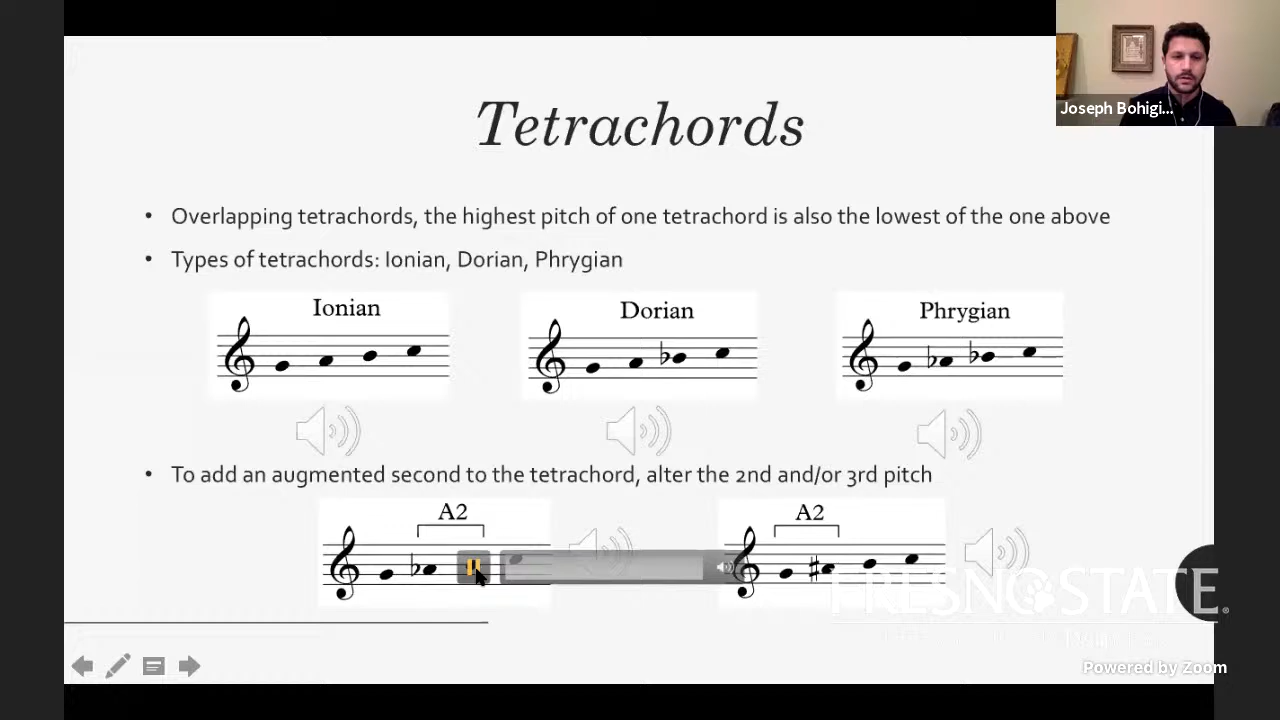 Joseph Bohigi...
Tetrachords
• Overlapping tetrachords, the highest pitch of one tetrachord is also the lowest of the one above
• Types of tetrachords: Ionian, Dorian, Phrygian
Ionian
Dorian
Phrygian
• To add an augmented second to the tetrachord, alter the 2nd and/or 3rd pitch
A2
A2
FRESNO STATE®
Powered by Zoom